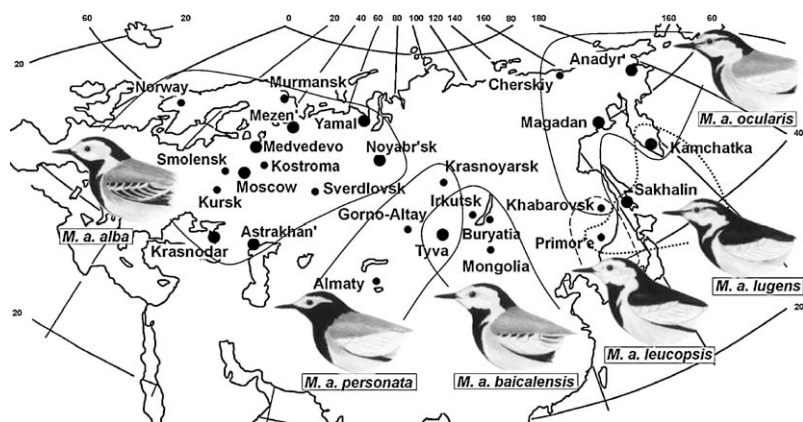 20 60 40 20 0 20 40 60 80 100 120 140 160 180 60
Anadyr'
Cherskiy
M. a. ocularis
Murmansk
Norway
Mezen'
Yamal
Magadan
40
Medvedevo
Noyabr'sk
Kamchatka
Smolensk
Kostroma
Krasnoyarsk
Moscow
Kursk
Sverdlovsk
Irkutsk
Khabarovsk
Sakhalin
Gorno-Altay
M. a. alba
Astrakhan'
Buryatia
Primor'e
Krasnodar
Tyva
Mongolia
Almaty
M. a. lugens
20
20
M. a. leucopsis
M. a. personata
M. a. baicalensis